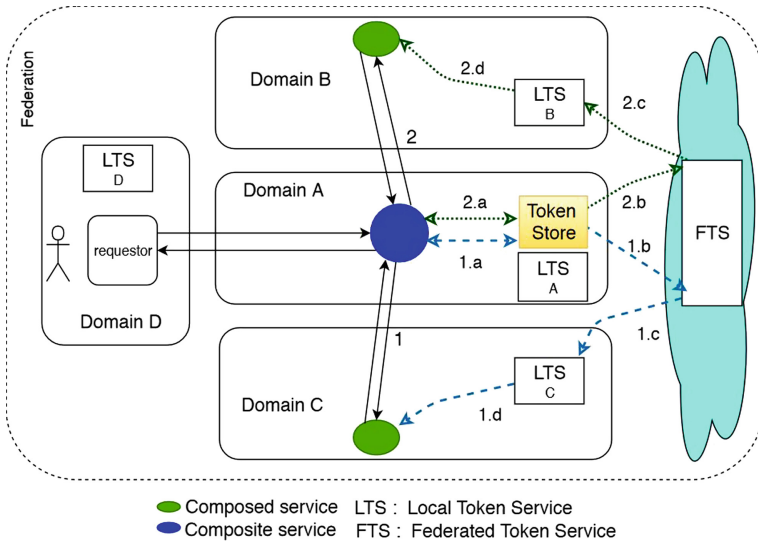 Federation
Domain B
2.d
LTS
B
2.c
2
LTS
D
requestor
Domain D
Domain A
2.a
1.a
Token
Store
LTS
A
2.b
1.b
FTS
1.c
1
Domain C
LTS
C
1.d
Composed service LTS : Local Token Service
Composite service FTS : Federated Token Service